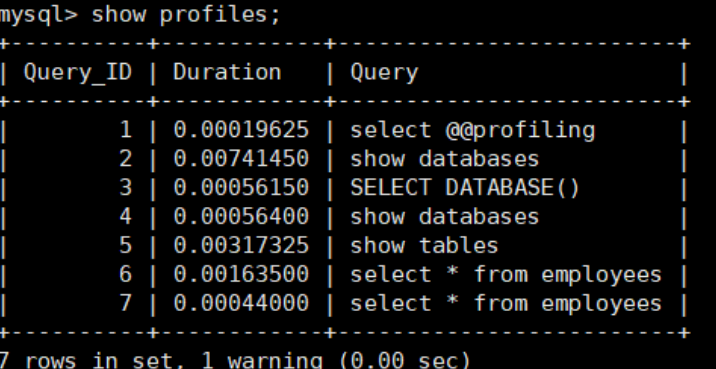 mysql> show profiles;
+----------+------------+-------------------------+
| Query_ID | Duration   | Query                   |
+----------+------------+-------------------------+
|        1 | 0.00019625 | select @@profiling      |
|        2 | 0.00741450 | show databases          |
|        3 | 0.00056150 | SELECT DATABASE()       |
|        4 | 0.00056400 | show databases          |
|        5 | 0.00317325 | show tables             |
|        6 | 0.00163500 | select * from employees |
|        7 | 0.00044000 | select * from employees |
+----------+------------+-------------------------+
7 rows in set, 1 warning (0.00 sec)